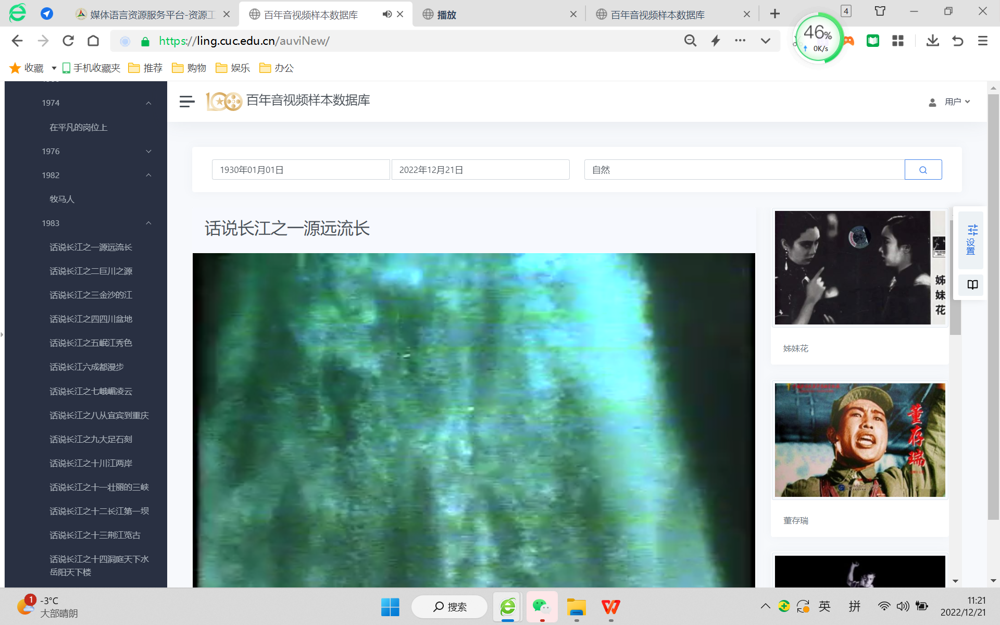 媒体语言资源服务平台-资源工
百年音视频样本数据库
播放
百年音视频样本数据库
4
https://ling.cuc.edu.cn/auviNew/
46%
0K/s
收藏
手机收藏夹
推荐
购物
娱乐
办公
1974
在平凡的岗位上
1976
1982
牧马人
1983
话说长江之一源远流长
话说长江之二巨川之源
话说长江之三金沙的江
话说长江之四四川盆地
话说长江之五岷江秀色
话说长江六成都漫步
话说长江之七峨嵋凌云
话说长江之八从宜宾到重庆
话说长江之九大足石刻
话说长江之十川江两岸
话说长江之十一壮丽的三峡
话说长江之十二长江第一坝
话说长江之十三荆江览古
话说长江之十四洞庭天下水
岳阳天下楼
100
百年音视频样本数据库
用户
1930年01月01日
2022年12月21日
自然
话说长江之一源远流长
姊妹花
姊妹花
董存瑞
董存瑞
设置
1
-3°C
大部晴朗
搜索
英
拼
11:21
2022/12/21